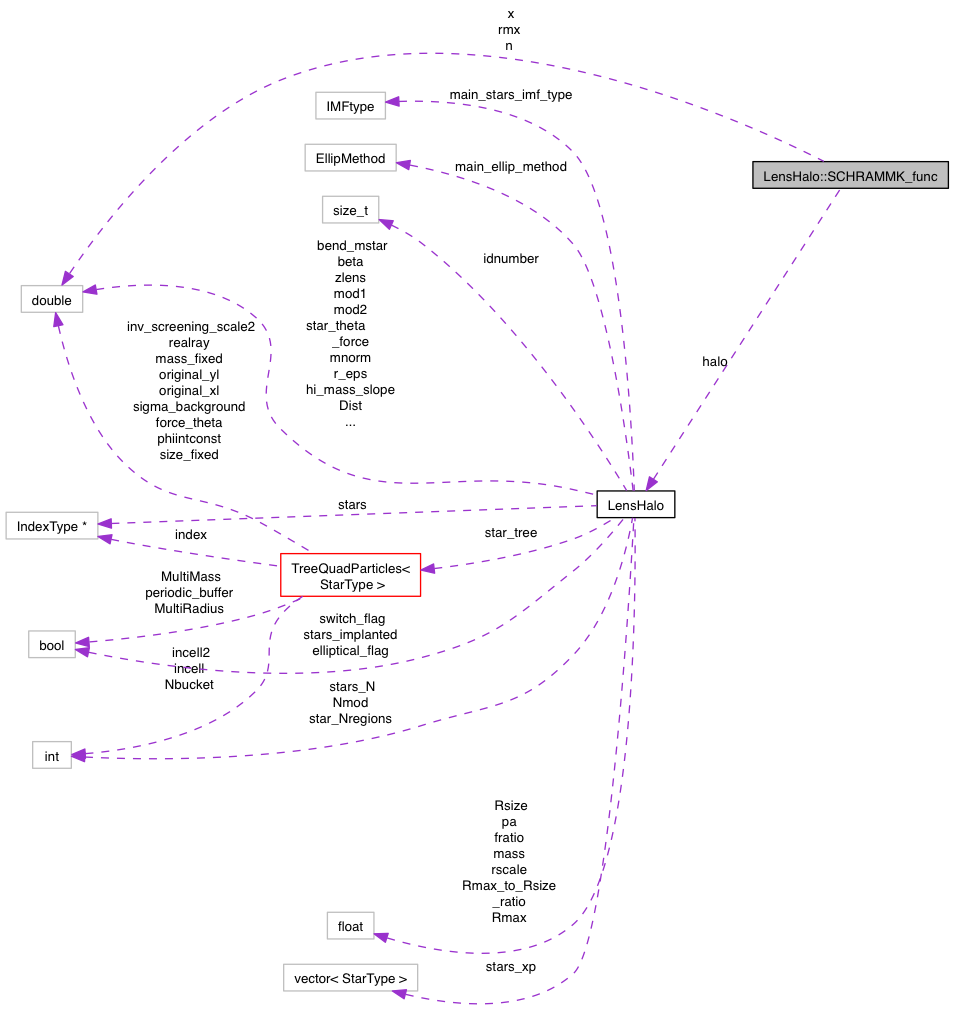 x
rmx
n
main_stars_imf_type
IMFtype
EllipMethod
main_ellip_method
LensHalo::SCHRAMMK_func
size_t
idnumber
bend_mstar
beta
zlens
mod1
mod2
star_theta
_force
mnorm
r_eps
hi_mass_slope
Dist
...
double
inv_screening_scale2
realray
mass_fixed
original_yl
original_xl
sigma_background
force_theta
phiintconst
size_fixed
halo
LensHalo
stars
IndexType *
index
star_tree
TreeQuadParticles<
StarType >
MultiMass
periodic_buffer
MultiRadius
switch_flag
stars_implanted
elliptical_flag
bool
incell2
incell
Nbucket
stars_N
Nmod
star_Nregions
int
Rsize
pa
fratio
mass
rscale
Rmax_to_Rsize
_ratio
Rmax
float
stars_xp
vector< StarType >